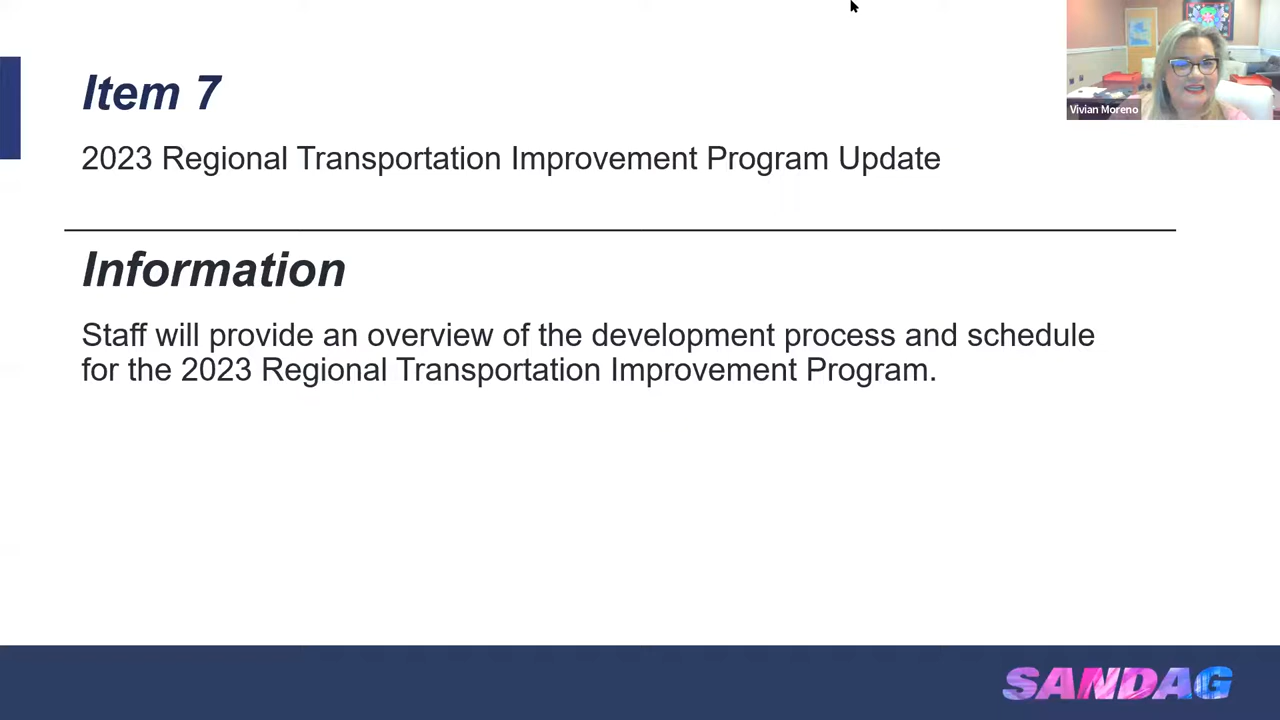 Item 7
2023 Regional Transportation Improvement Program Update
Information
Staff will provide an overview of the development process and schedule
for the 2023 Regional Transportation Improvement Program.
Vivian Moreno
SANDAG